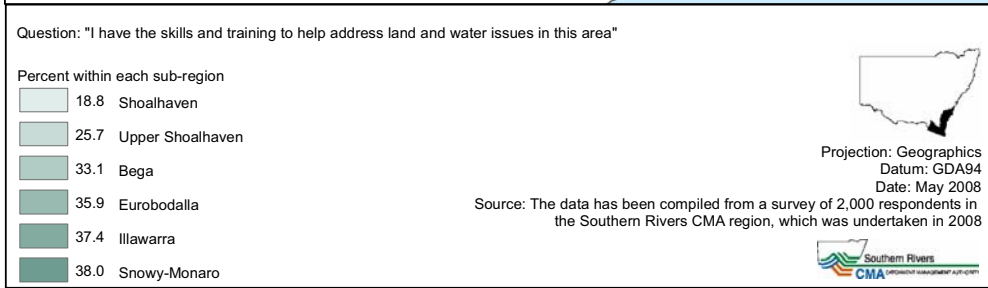 Question: "I have the skills and training to help address land and water issues in this area"
Percent within each sub-region
18.8 Shoalhaven
25.7 Upper Shoalhaven
33.1 Bega
35.9 Eurobodalla
37.4 Illawarra
38.0 Snowy-Monaro
Projection: Geographics
Datum: GDA94
Date: May 2008
Source: The data has been compiled from a survey of 2,000 respondents in
the Southern Rivers CMA region, which was undertaken in 2008
Southern Rivers
CMA CATCHMENT MANAGEMENT AUTHORITY